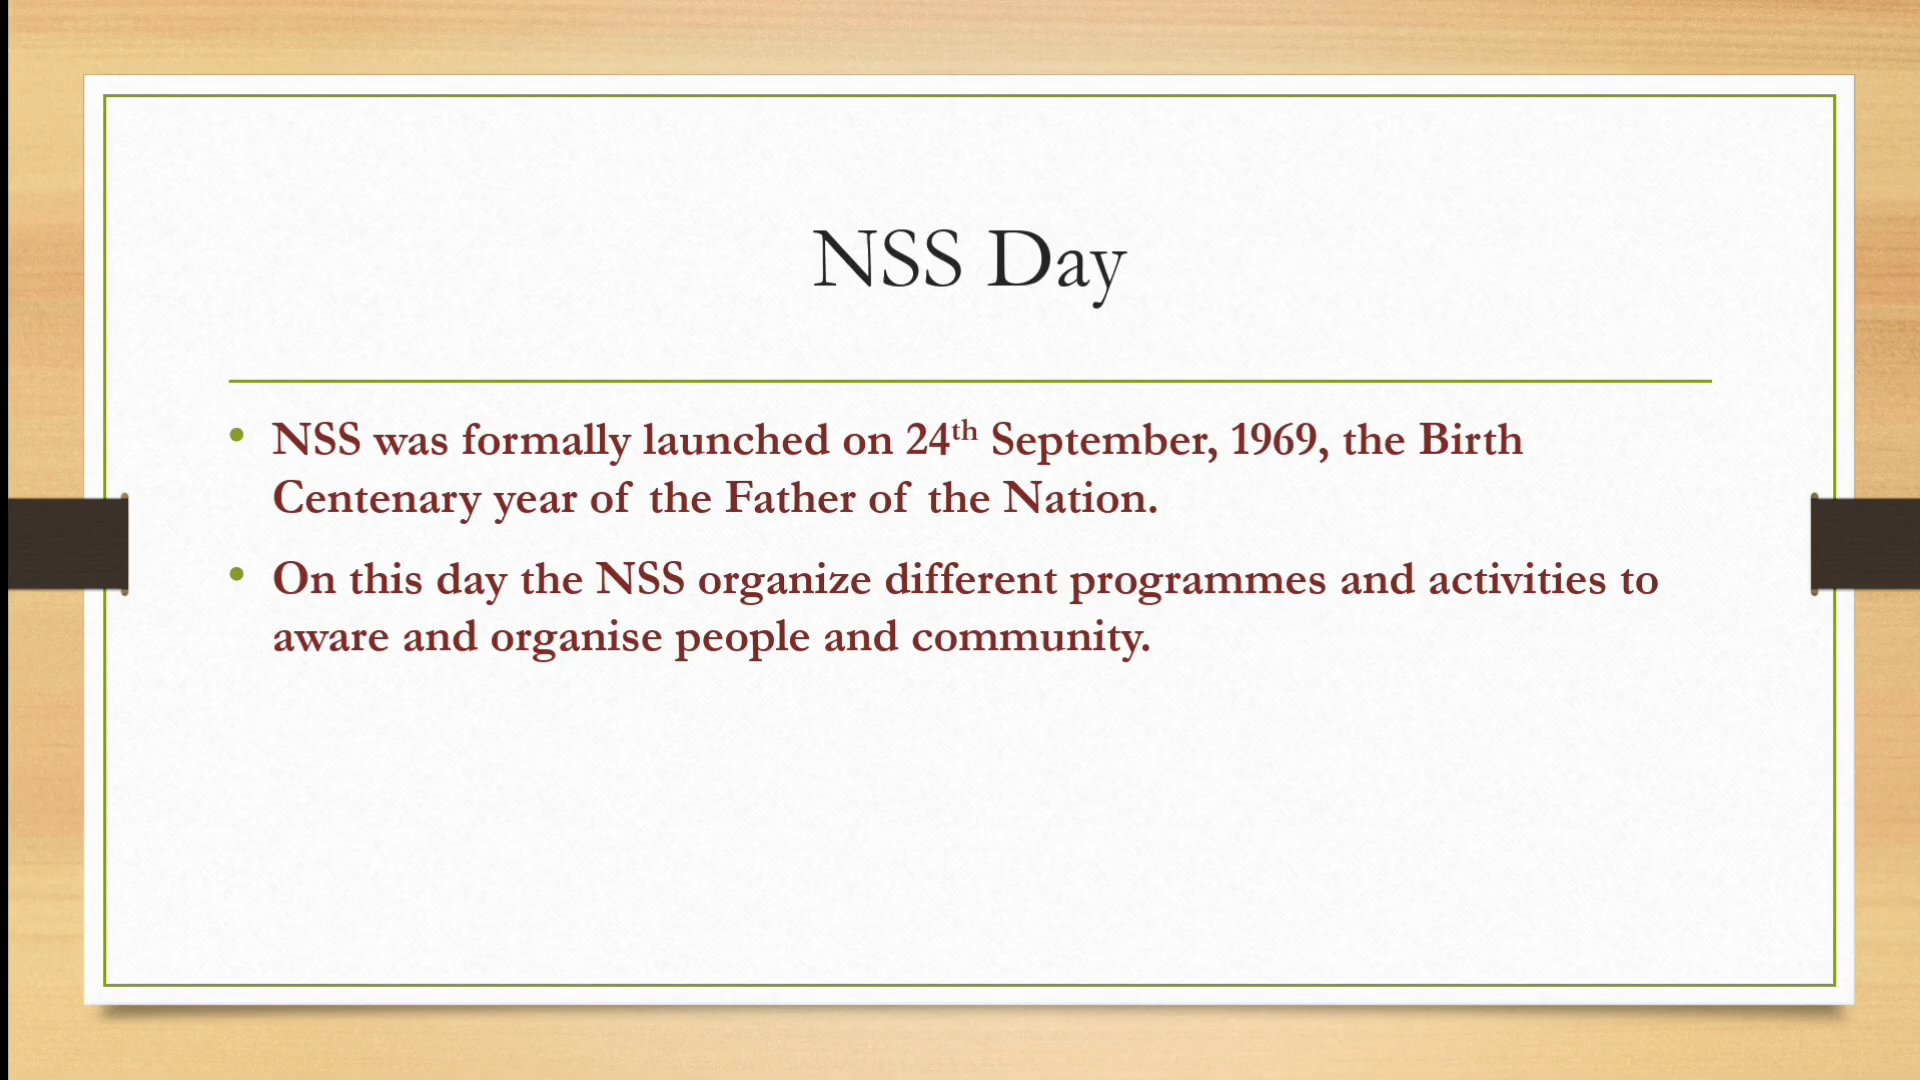 NSS Day
• NSS was formally launched on 24th September, 1969, the Birth
Centenary year of the Father of the Nation.
• On this day the NSS organize different programmes and activities to
aware and organise people and community.